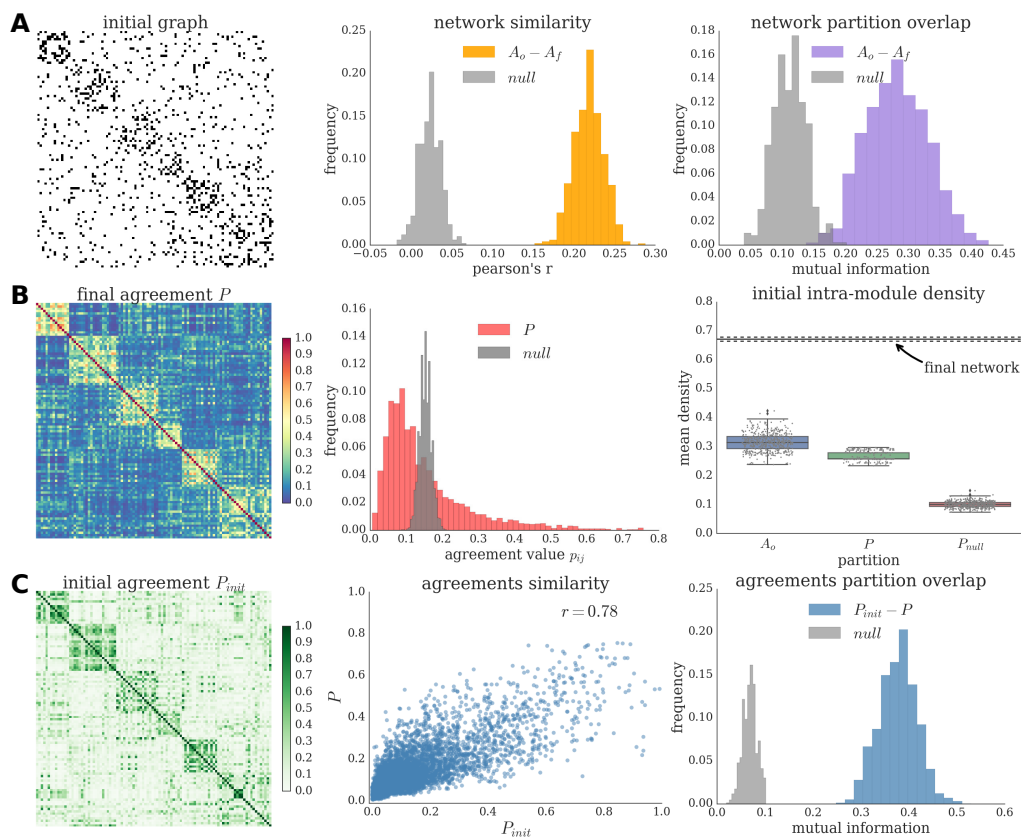 A
initial graph
network similarity
0.25
0.20
0.15
0.10
0.05
0.00
frequency
A_o − A_f
null
−0.05 0.00 0.05 0.10 0.15 0.20 0.25 0.30
pearson's r
network partition overlap
0.18
0.16
0.14
0.12
0.10
0.08
0.06
0.04
0.02
0.00
frequency
A_o − A_f
null
0.00 0.05 0.10 0.15 0.20 0.25 0.30 0.35 0.40 0.45
mutual information
B
final agreement P
1.0
0.9
0.8
0.7
0.6
0.5
0.4
0.3
0.2
0.1
0.0
0.16
0.14
0.12
0.10
0.08
0.06
0.04
0.02
0.00
frequency
P
null
0.0 0.1 0.2 0.3 0.4 0.5 0.6 0.7 0.8
agreement value p_ij
initial intra-module density
0.8
0.7
0.6
0.5
0.4
0.3
0.2
0.1
0.0
mean density
final network
A_o P P_null
partition
C
initial agreement P_init
1.0
0.9
0.8
0.7
0.6
0.5
0.4
0.3
0.2
0.1
0.0
agreements similarity
1.0
0.8
0.6
0.4
0.2
0.0
P
r = 0.78
0.0 0.2 0.4 0.6 0.8 1.0
P_init
agreements partition overlap
0.25
0.20
0.15
0.10
0.05
0.00
frequency
P_init − P
null
0.0 0.1 0.2 0.3 0.4 0.5 0.6
mutual information